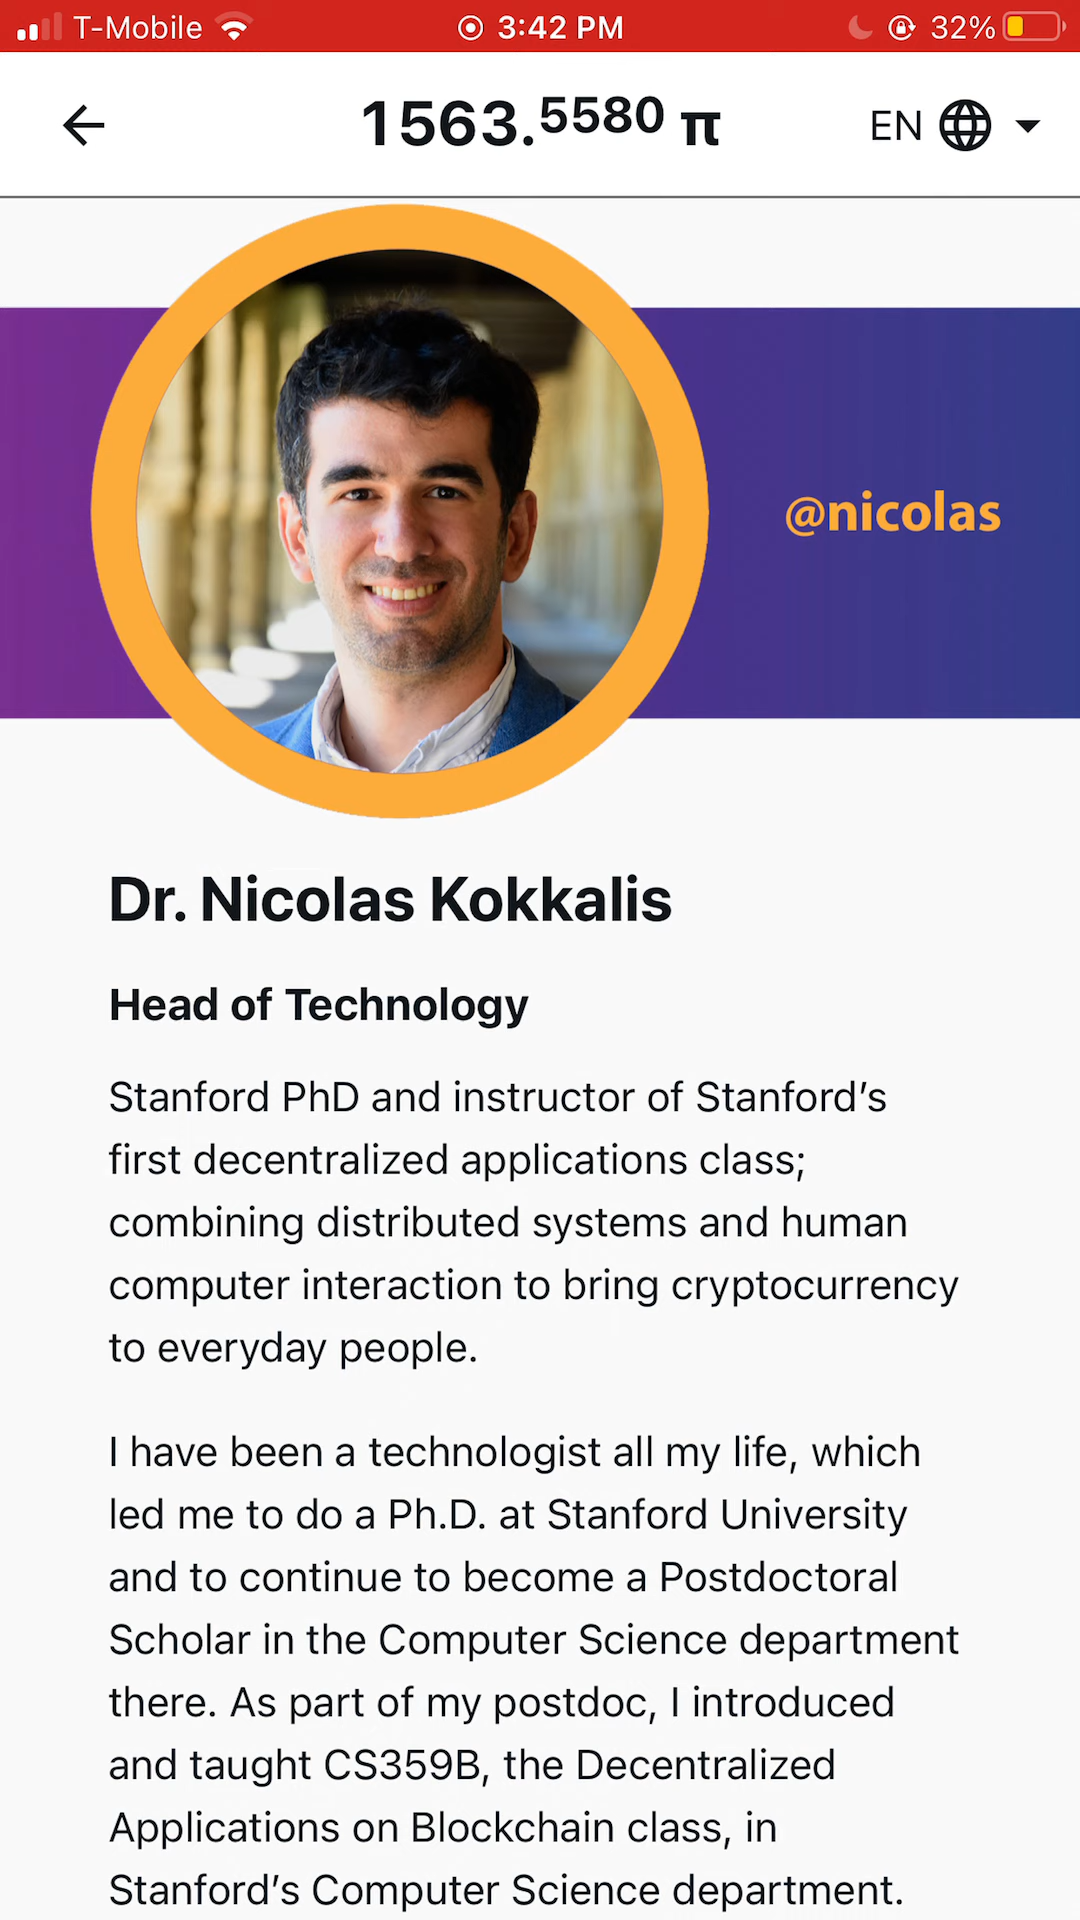 T-Mobile 3:42 PM 32%
1563.5580 π EN
@nicolas
Dr. Nicolas Kokkalis
Head of Technology
Stanford PhD and instructor of Stanford’s
first decentralized applications class;
combining distributed systems and human
computer interaction to bring cryptocurrency
to everyday people.
I have been a technologist all my life, which
led me to do a Ph.D. at Stanford University
and to continue to become a Postdoctoral
Scholar in the Computer Science department
there. As part of my postdoc, I introduced
and taught CS359B, the Decentralized
Applications on Blockchain class, in
Stanford’s Computer Science department.